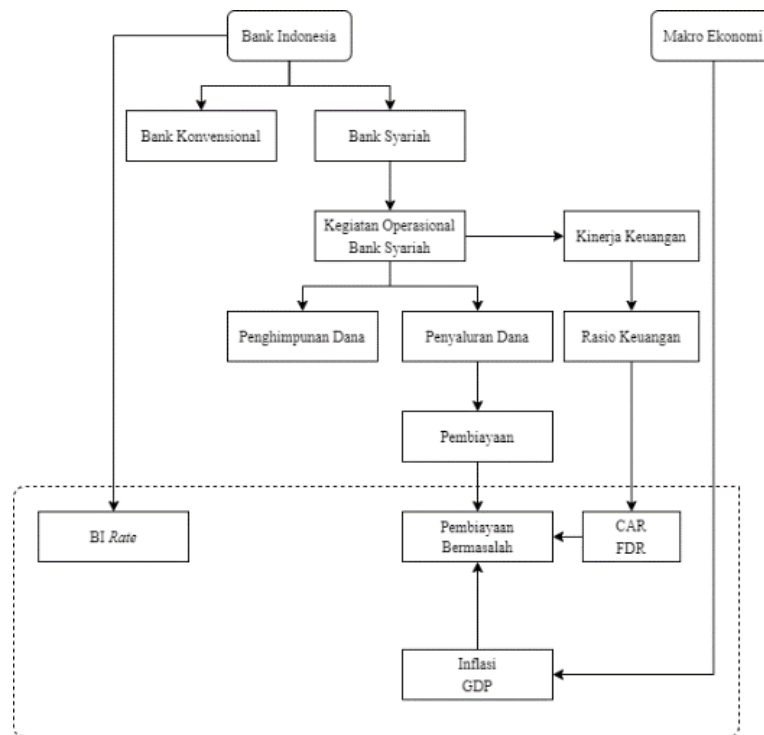 Bank Indonesia
Makro Ekonomi
Bank Konvensional
Bank Syariah
Kegiatan Operasional
Bank Syariah
Kinerja Keuangan
Penghimpunan Dana
Penyaluran Dana
Rasio Keuangan
Pembiayaan
BI Rate
Pembiayaan
Bermasalah
CAR
FDR
Inflasi
GDP